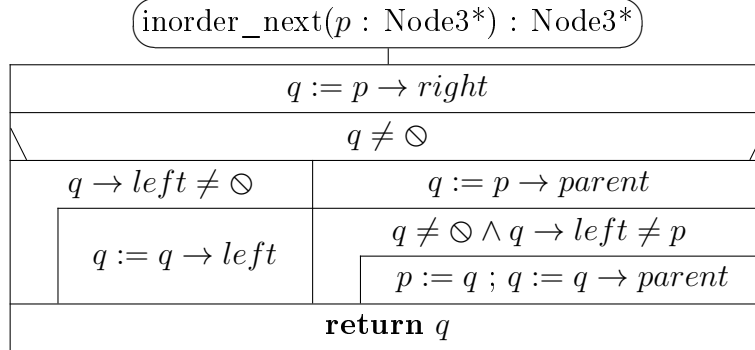 inorder_next(p : Node3*) : Node3*
q := p → right
q ≠ ⦸
q → left ≠ ⦸
q := q → left
q := p → parent
q ≠ ⦸ ∧ q → left ≠ p
p := q ; q := q → parent
return q